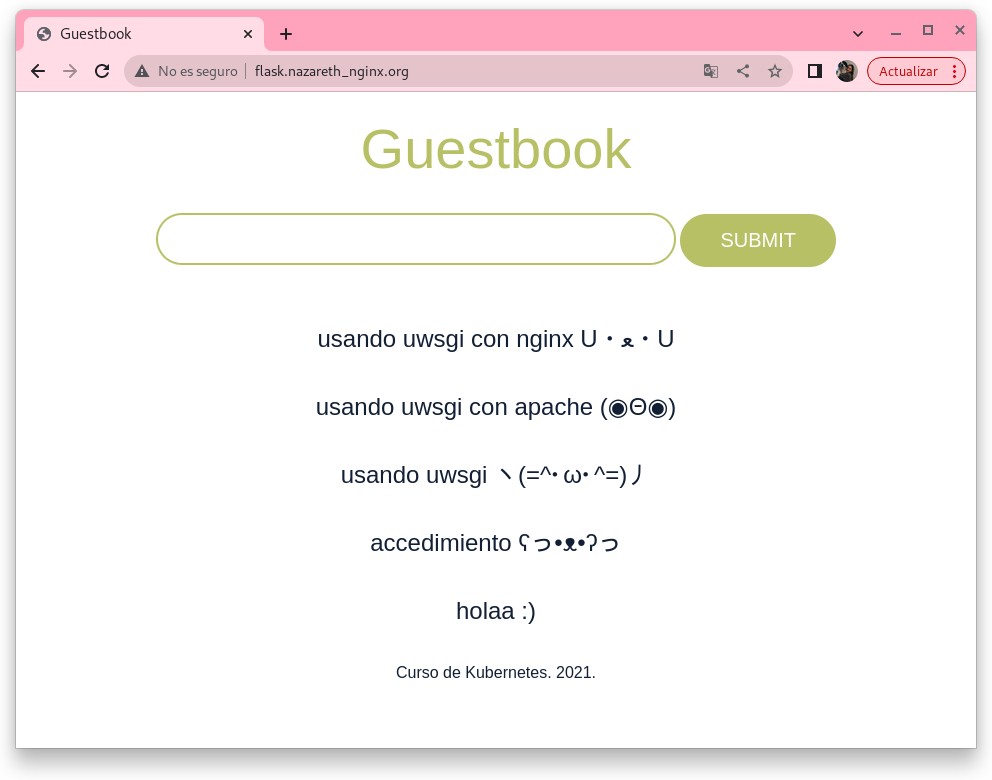 Guestbook
No es seguro flask.nazareth_nginx.org
Actualizar
Guestbook
SUBMIT
usando uwsgi con nginx U・ﻌ・U
usando uwsgi con apache (◉Θ◉)
usando uwsgi ヽ(=^･ω･^=)丿
accedimiento ʕっ•ᴥ•ʔっ
holaa :)
Curso de Kubernetes. 2021.